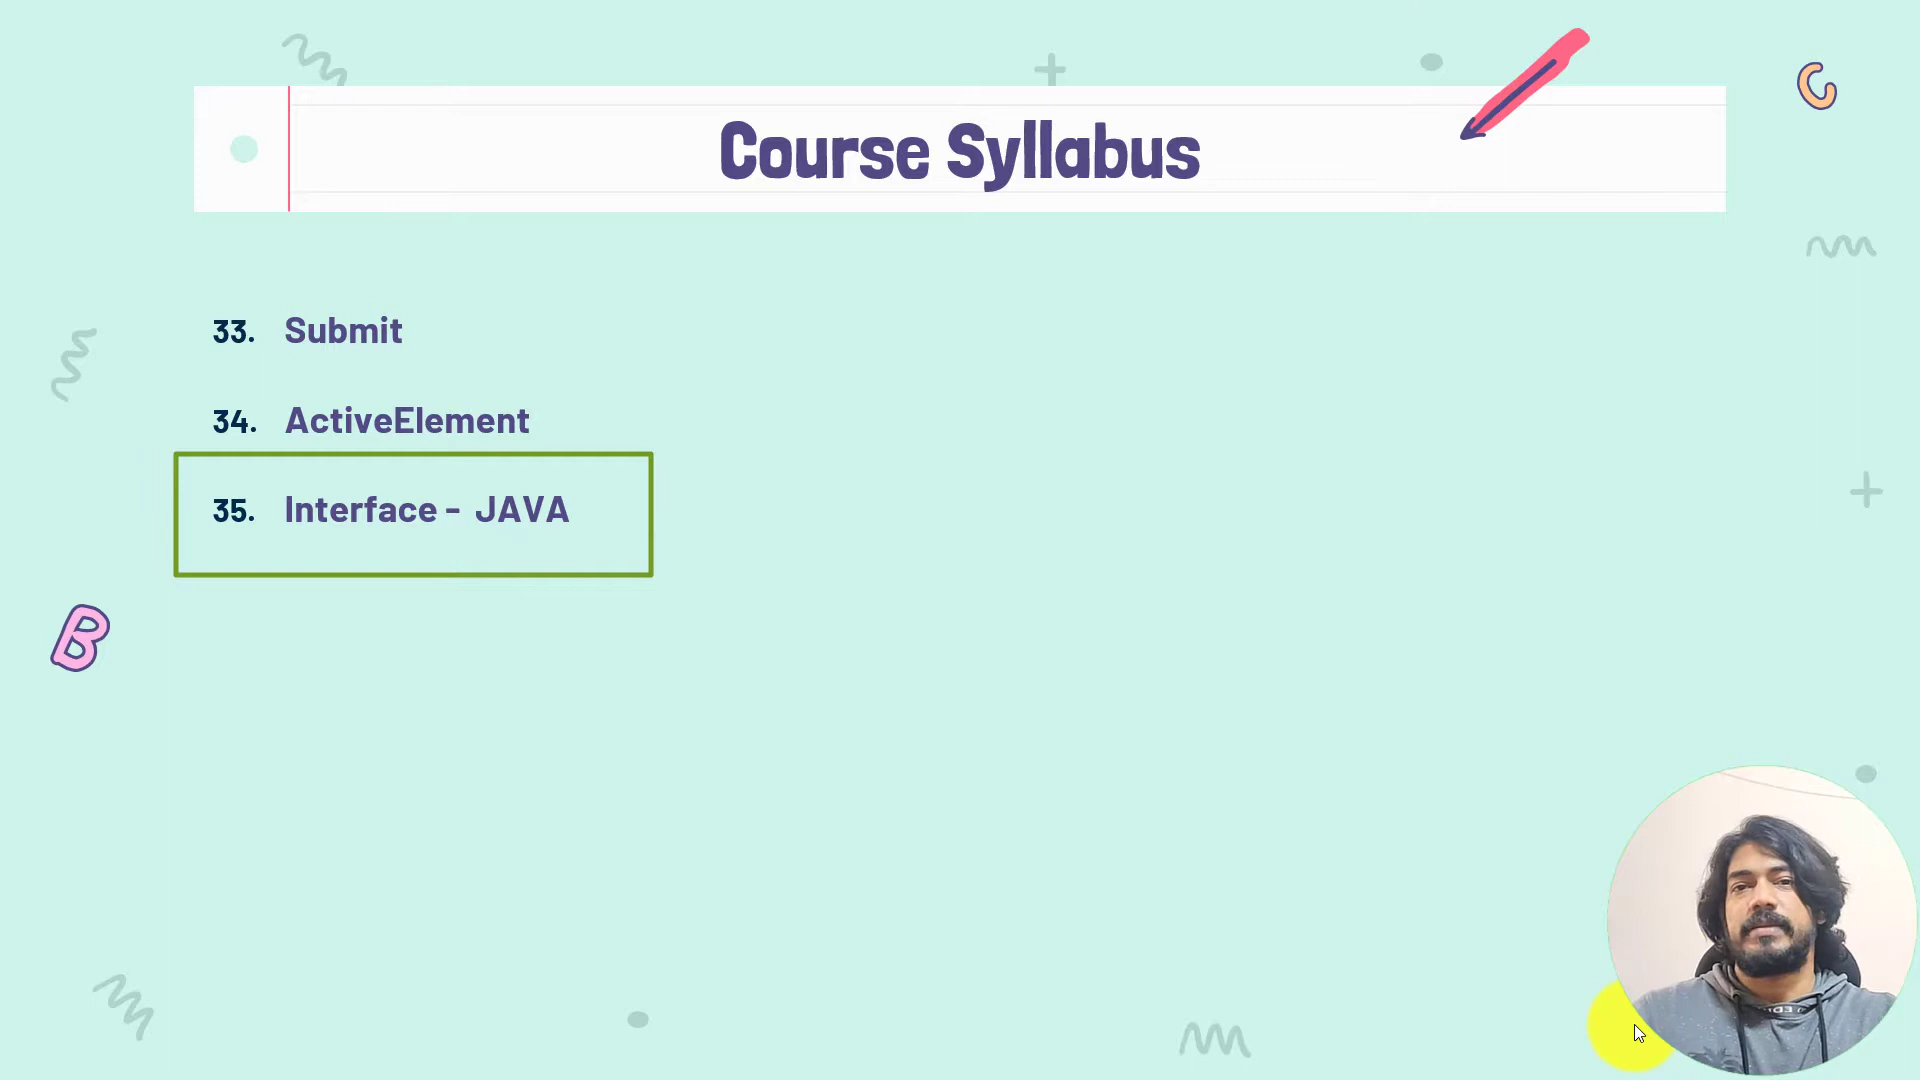 C
Course Syllabus
33. Submit
34. ActiveElement
35. Interface - JAVA
B